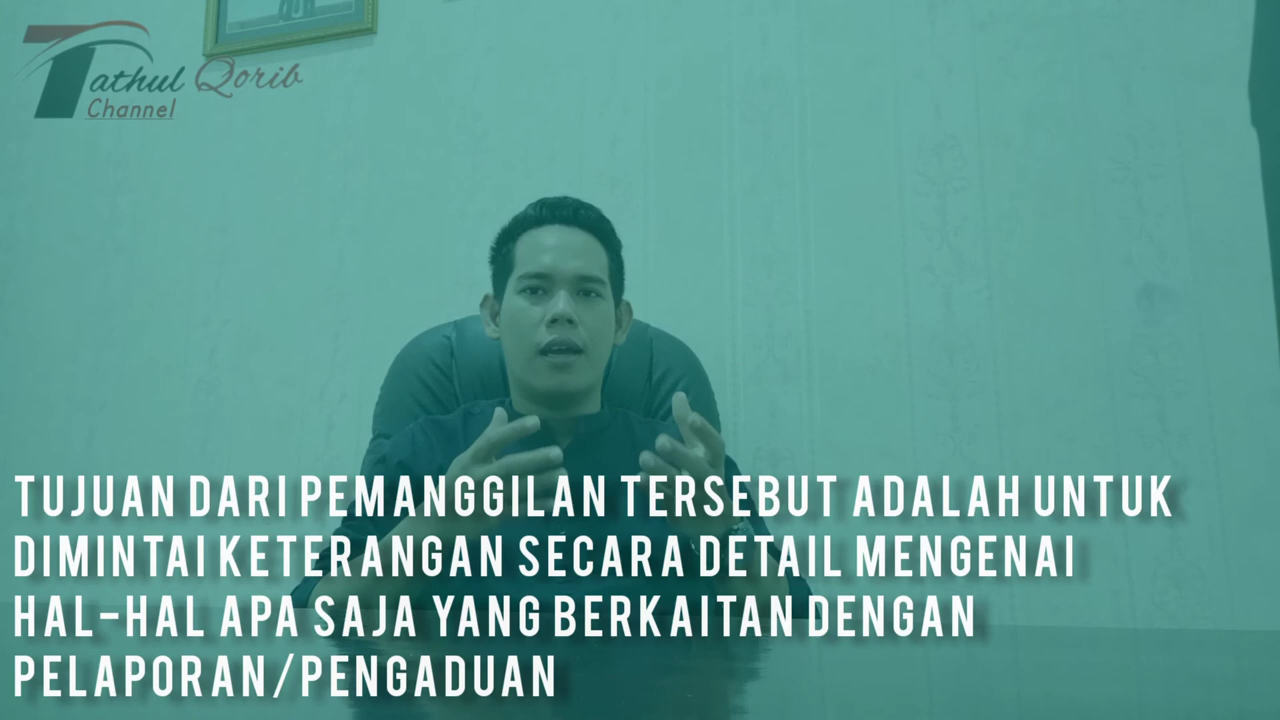 Tathul Qorib
Channel
TUJUAN DARI PEMANGGILAN TERSEBUT ADALAH UNTUK
DIMINTAI KETERANGAN SECARA DETAIL MENGENAI
HAL-HAL APA SAJA YANG BERKAITAN DENGAN
PELAPORAN/PENGADUAN